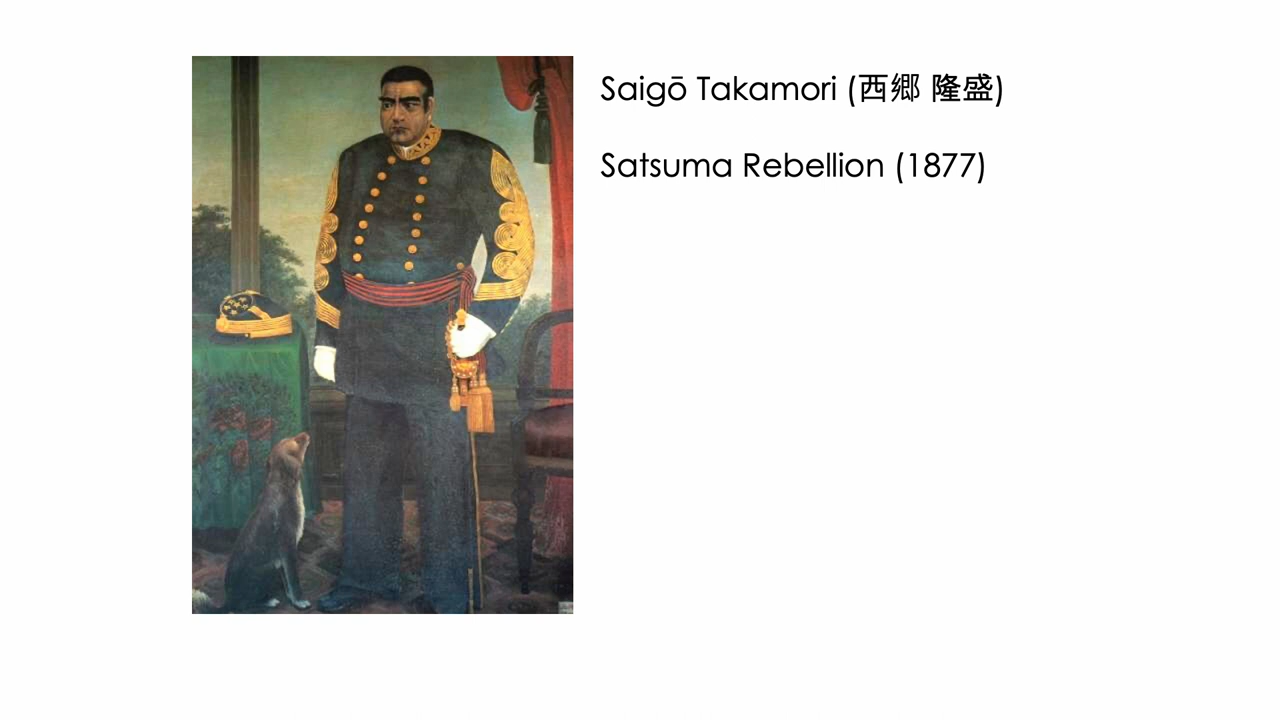 Saigō Takamori (西郷 隆盛)
Satsuma Rebellion (1877)